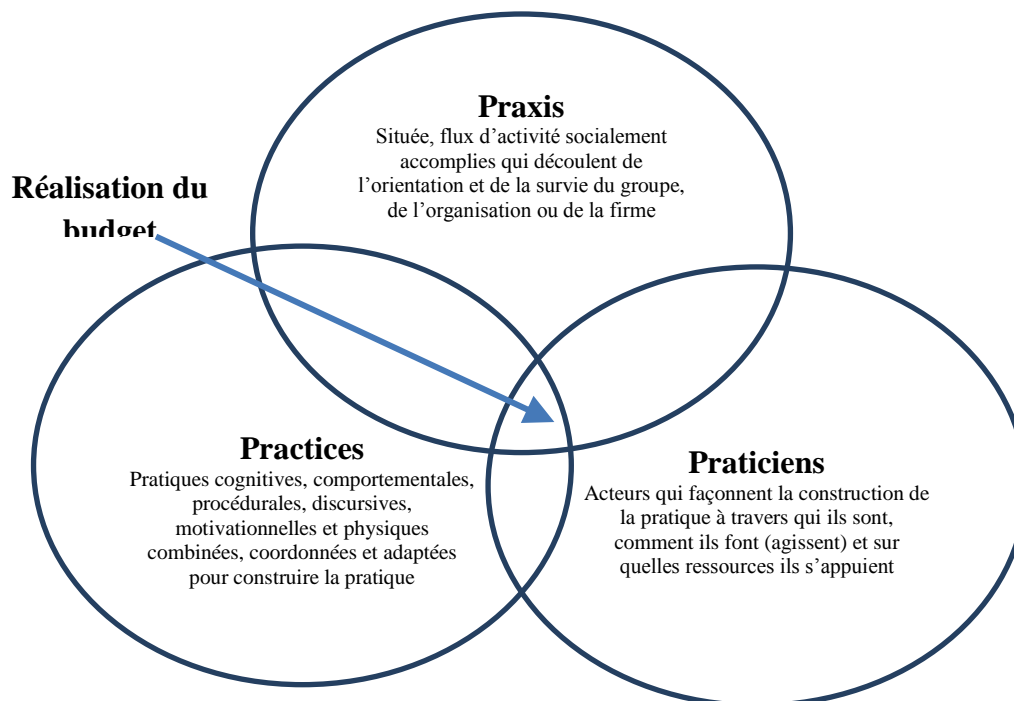 Praxis
Située, flux d’activité socialement
accomplies qui découlent de
l’orientation et de la survie du groupe,
de l’organisation ou de la firme
Réalisation du
budget
Practices
Pratiques cognitives, comportementales,
procédurales, discursives,
motivationnelles et physiques
combinées, coordonnées et adaptées
pour construire la pratique
Praticiens
Acteurs qui façonnent la construction de
la pratique à travers qui ils sont,
comment ils font (agissent) et sur
quelles ressources ils s’appuient